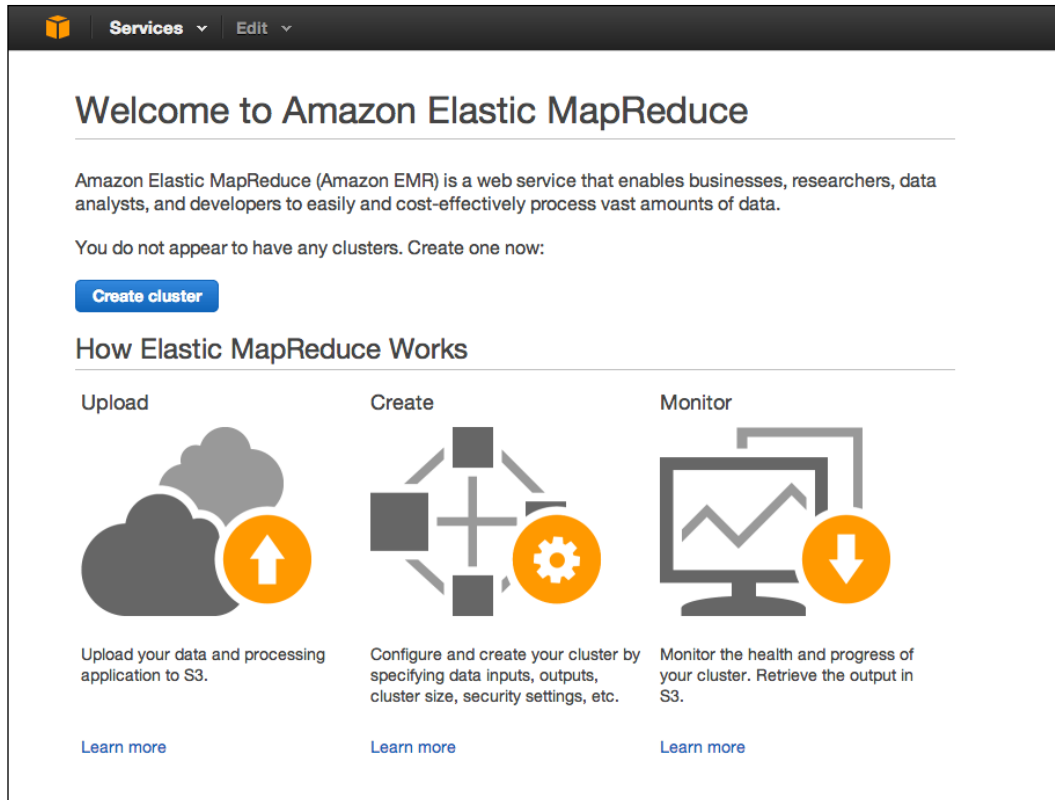 Services Edit
Welcome to Amazon Elastic MapReduce
Amazon Elastic MapReduce (Amazon EMR) is a web service that enables businesses, researchers, data
analysts, and developers to easily and cost-effectively process vast amounts of data.
You do not appear to have any clusters. Create one now:
Create cluster
How Elastic MapReduce Works
Upload
Upload your data and processing
application to S3.
Learn more
Create
Configure and create your cluster by
specifying data inputs, outputs,
cluster size, security settings, etc.
Learn more
Monitor
Monitor the health and progress of
your cluster. Retrieve the output in
S3.
Learn more